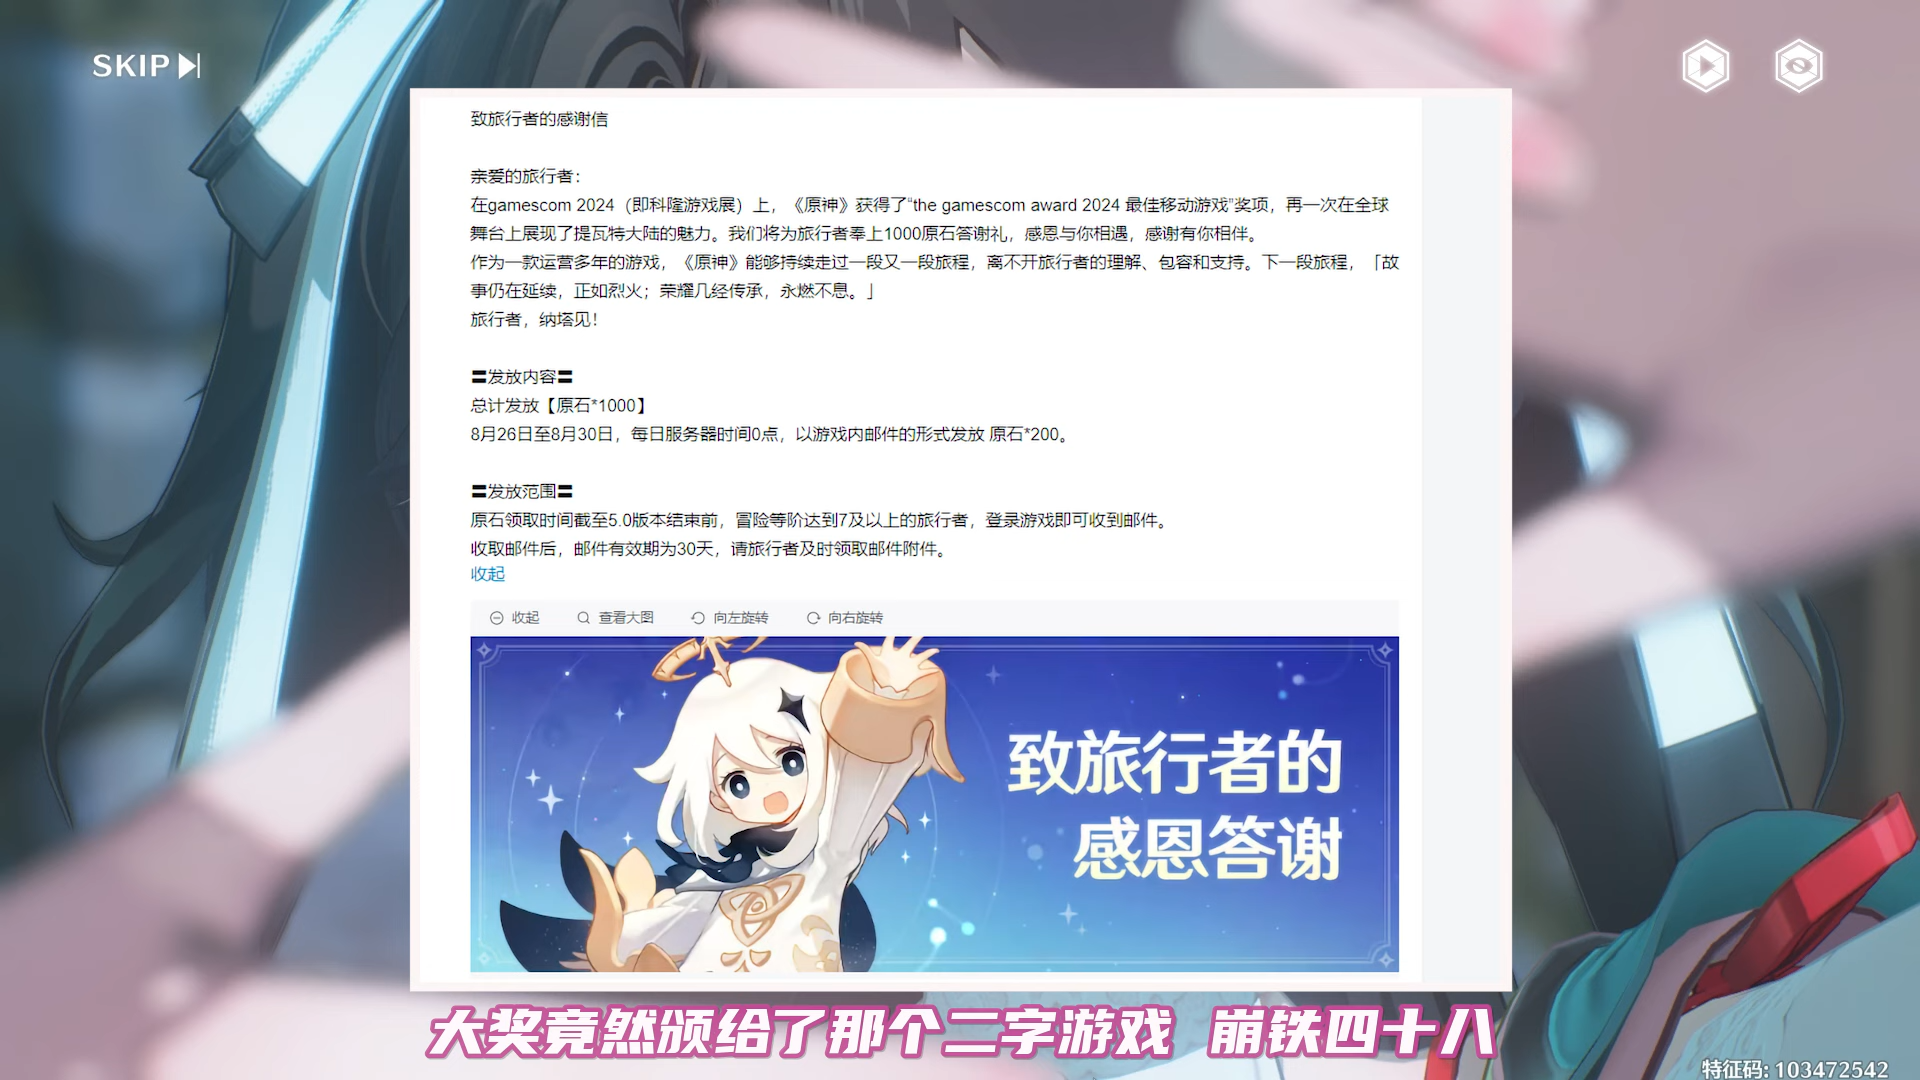 SKIP
致旅行者的感谢信
亲爱的旅行者：
在gamescom 2024（即科隆游戏展）上，《原神》获得了“the gamescom award 2024 最佳移动游戏”奖项，再一次在全球
舞台上展现了提瓦特大陆的魅力。我们将为旅行者奉上1000原石答谢礼，感恩与你相遇，感谢有你相伴。
作为一款运营多年的游戏，《原神》能够持续走过一段又一段旅程，离不开旅行者的理解、包容和支持。下一段旅程，「故
事仍在延续，正如烈火；荣耀几经传承，永燃不息。」
旅行者，纳塔见！
〓发放内容〓
总计发放【原石*1000】
8月26日至8月30日，每日服务器时间0点，以游戏内邮件的形式发放 原石*200。
〓发放范围〓
原石领取时间截至5.0版本结束前，冒险等阶达到7及以上的旅行者，登录游戏即可收到邮件。
收取邮件后，邮件有效期为30天，请旅行者及时领取邮件附件。
收起
收起 查看大图 向左旋转 向右旋转
致旅行者的
感恩答谢
大奖竟然颁给了那个二字游戏 崩铁四十八
特征码: 103472542